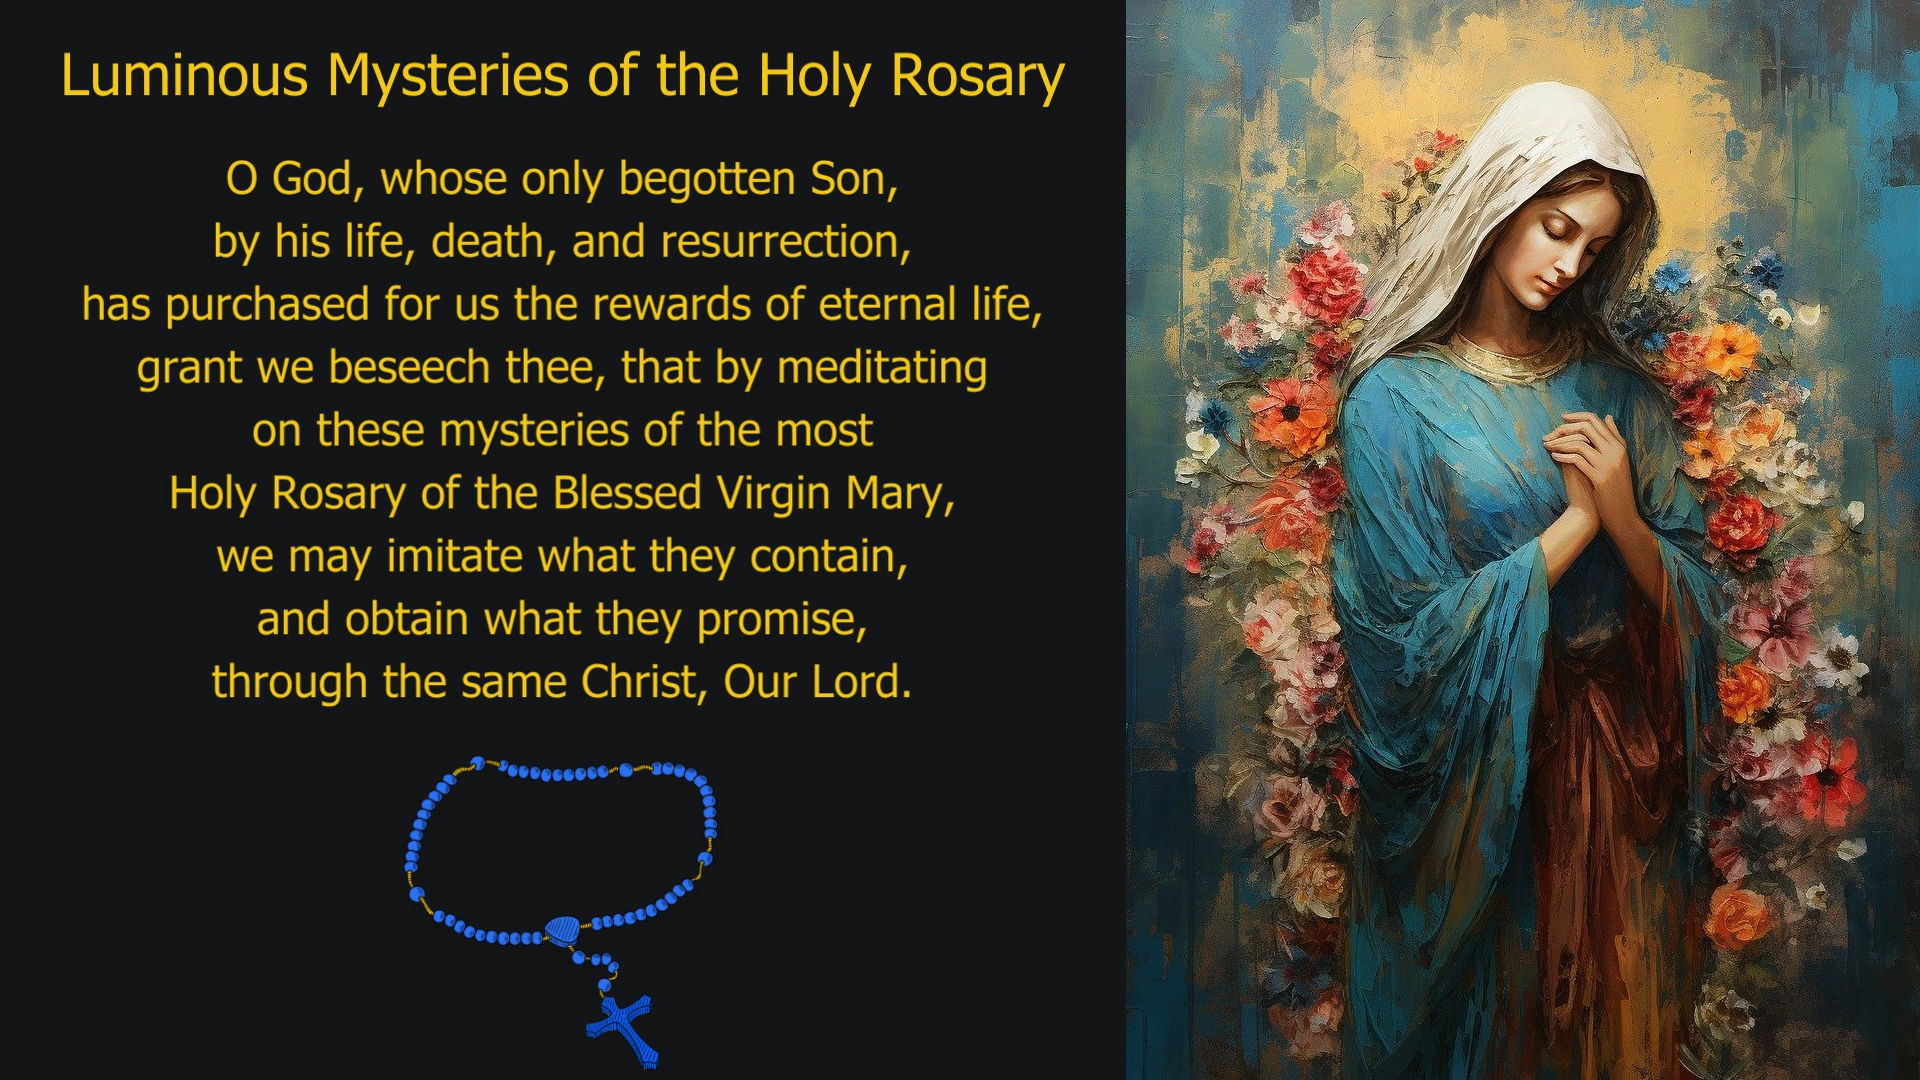 Luminous Mysteries of the Holy Rosary
O God, whose only begotten Son,
by his life, death, and resurrection,
has purchased for us the rewards of eternal life,
grant we beseech thee, that by meditating
on these mysteries of the most
Holy Rosary of the Blessed Virgin Mary,
we may imitate what they contain,
and obtain what they promise,
through the same Christ, Our Lord.